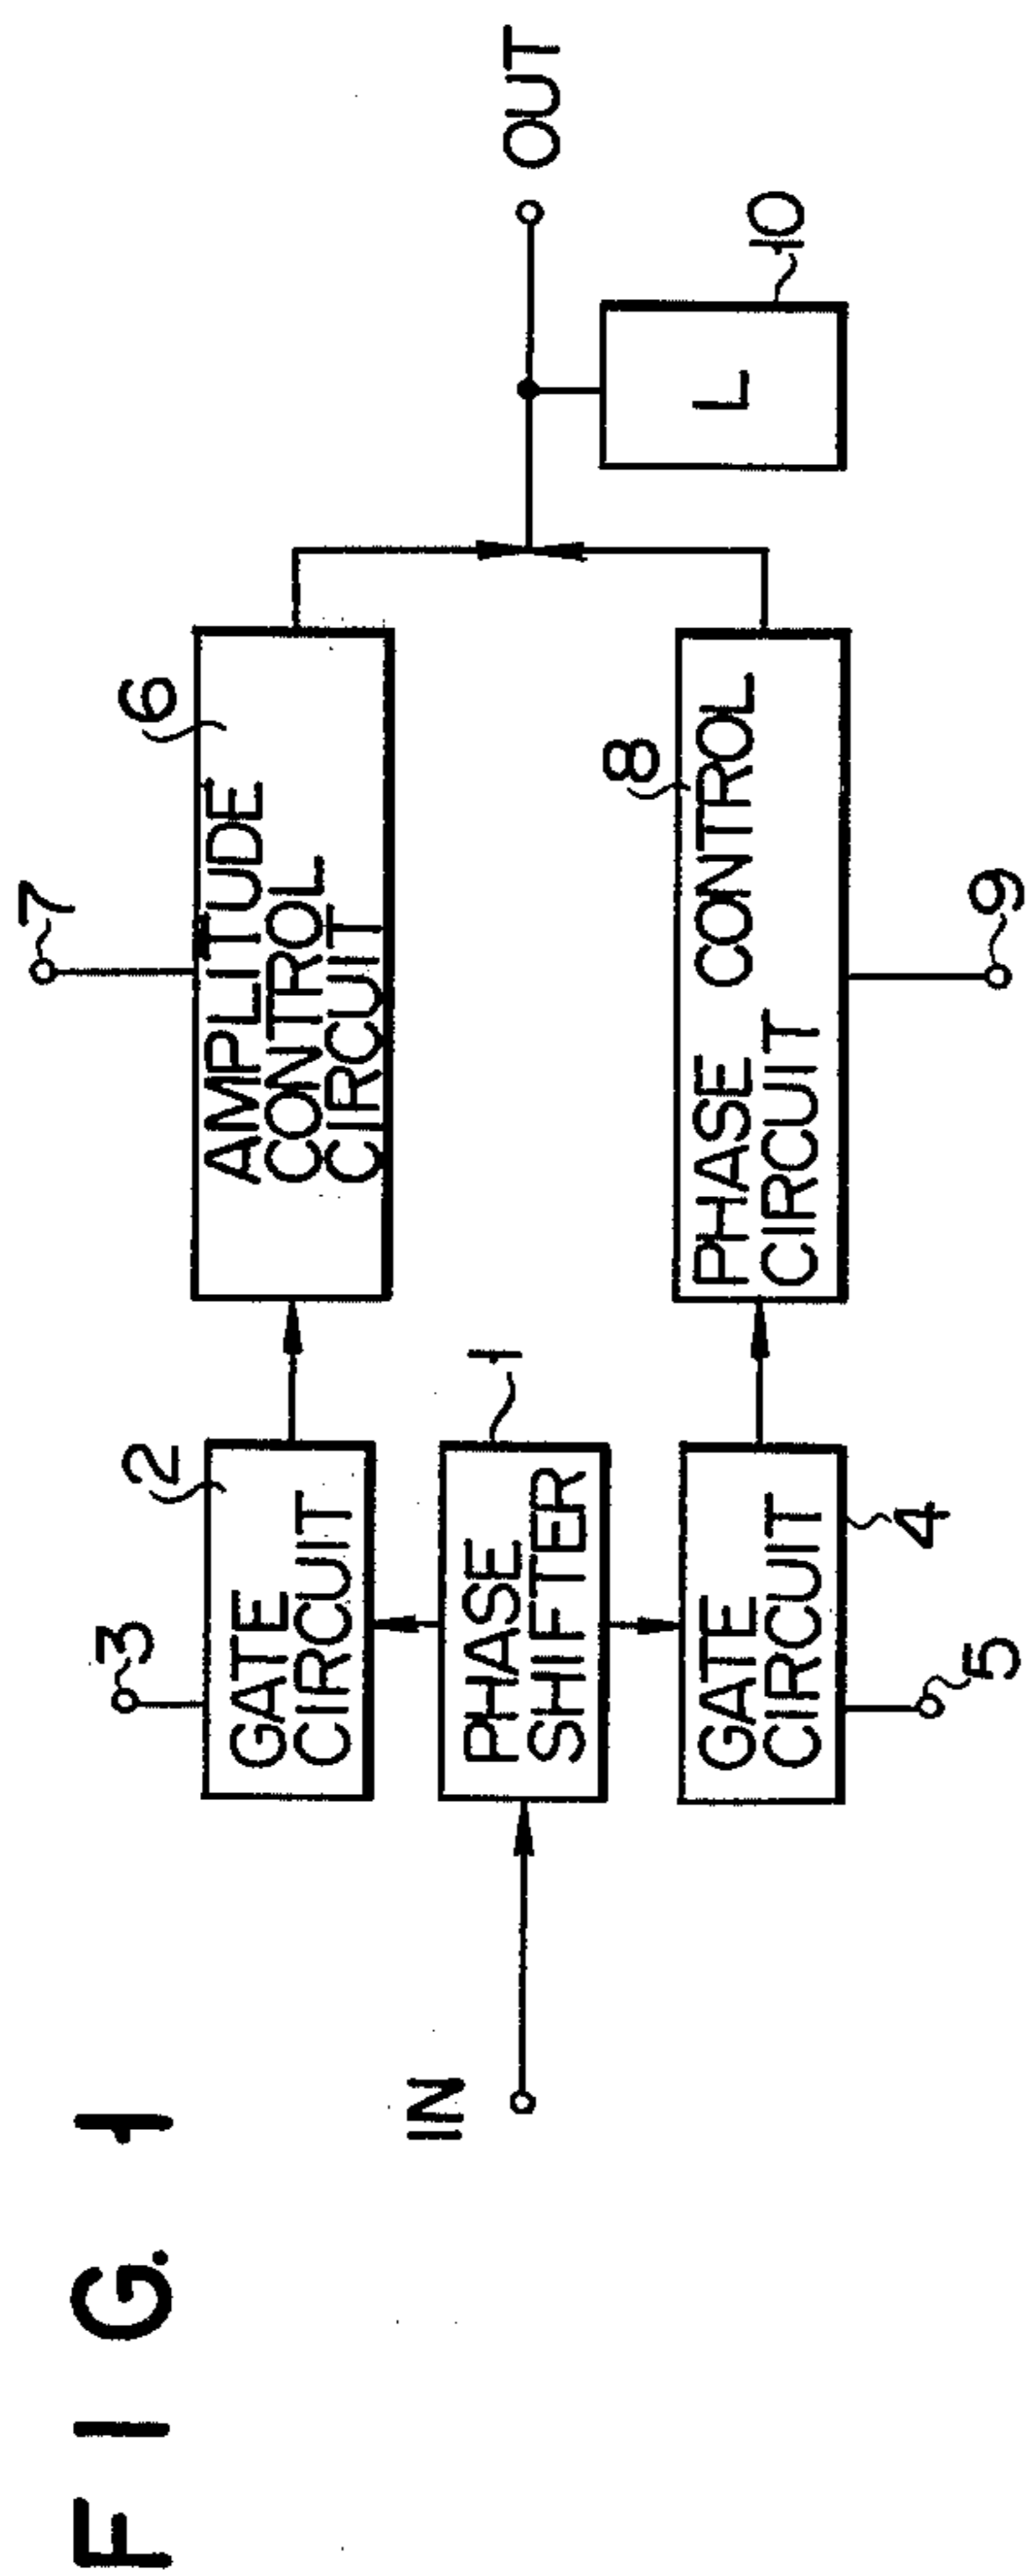 FIG. 1
7
6
AMPLITUDE
CONTROL
CIRCUIT
3
2
GATE
CIRCUIT
IN
PHASE
SHIFTER
1
OUT
L
10
8
PHASE CONTROL
CIRCUIT
9
GATE
CIRCUIT
4
5